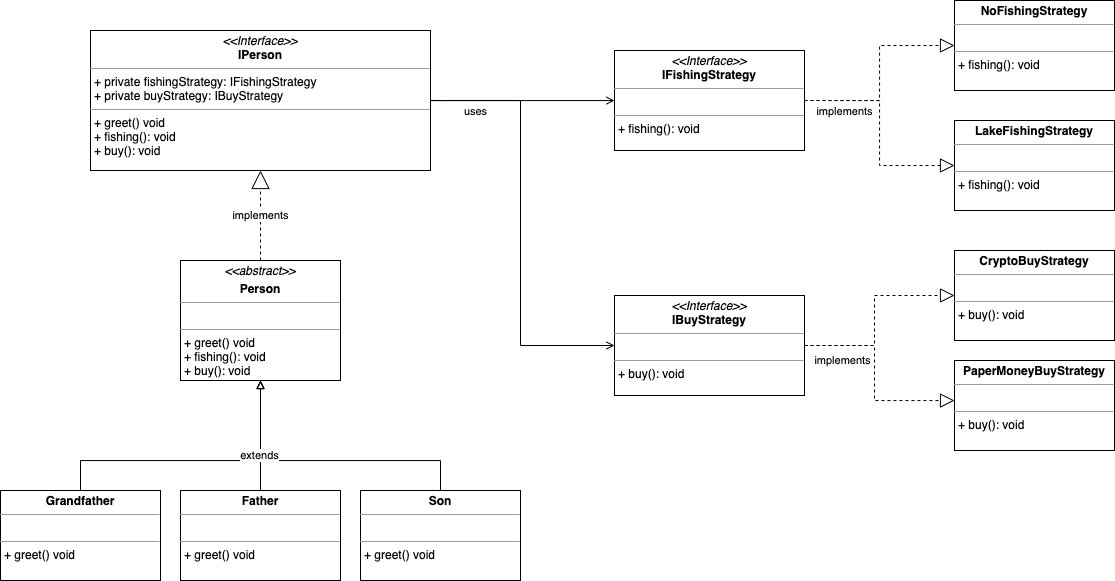 <<Interface>>
IPerson
+ private fishingStrategy: IFishingStrategy
+ private buyStrategy: IBuyStrategy
+ greet() void
+ fishing(): void
+ buy(): void
uses
<<Interface>>
IFishingStrategy
+ fishing(): void
implements
NoFishingStrategy
+ fishing(): void
LakeFishingStrategy
+ fishing(): void
implements
<<abstract>>
Person
+ greet() void
+ fishing(): void
+ buy(): void
<<Interface>>
IBuyStrategy
+ buy(): void
implements
CryptoBuyStrategy
+ buy(): void
PaperMoneyBuyStrategy
+ buy(): void
extends
Grandfather
+ greet() void
Father
+ greet() void
Son
+ greet() void